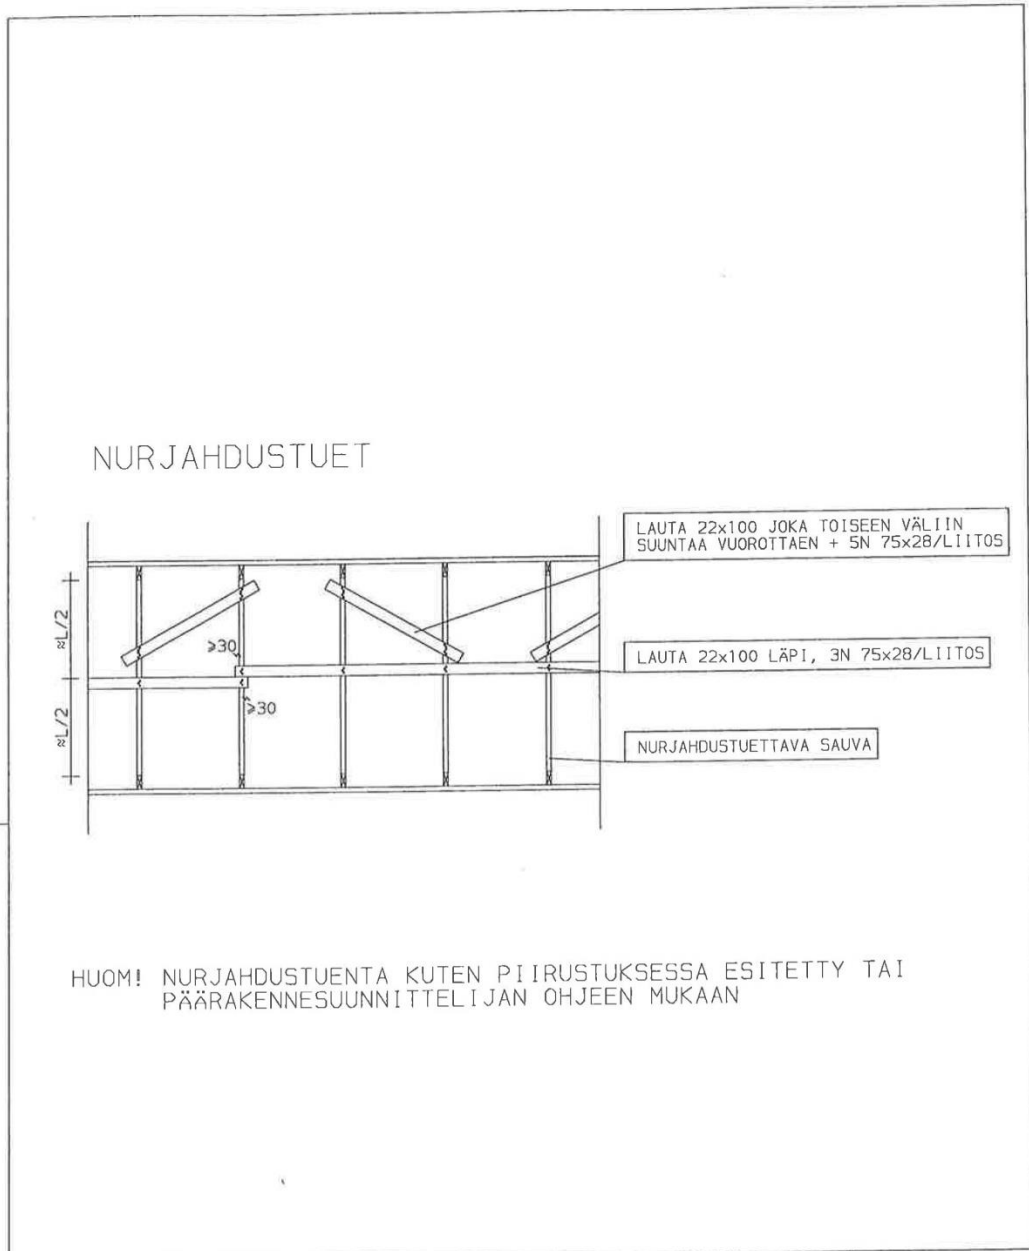 NURJAHDUSTUET
LAUTA 22x100 JOKA TOISEEN VÄLIIN
SUUNTAA VUOROTTAEN + 5N 75x28/LIITOS
≈L/2
≥30
LAUTA 22x100 LÄPI, 3N 75x28/LIITOS
≈L/2
≥30
NURJAHDUSTUETTAVA SAUVA
HUOM! NURJAHDUSTUENTA KUTEN PIIRUSTUKSESSA ESITETTY TAI
PÄÄRAKENNESUUNNITTELIJAN OHJEEN MUKAAN